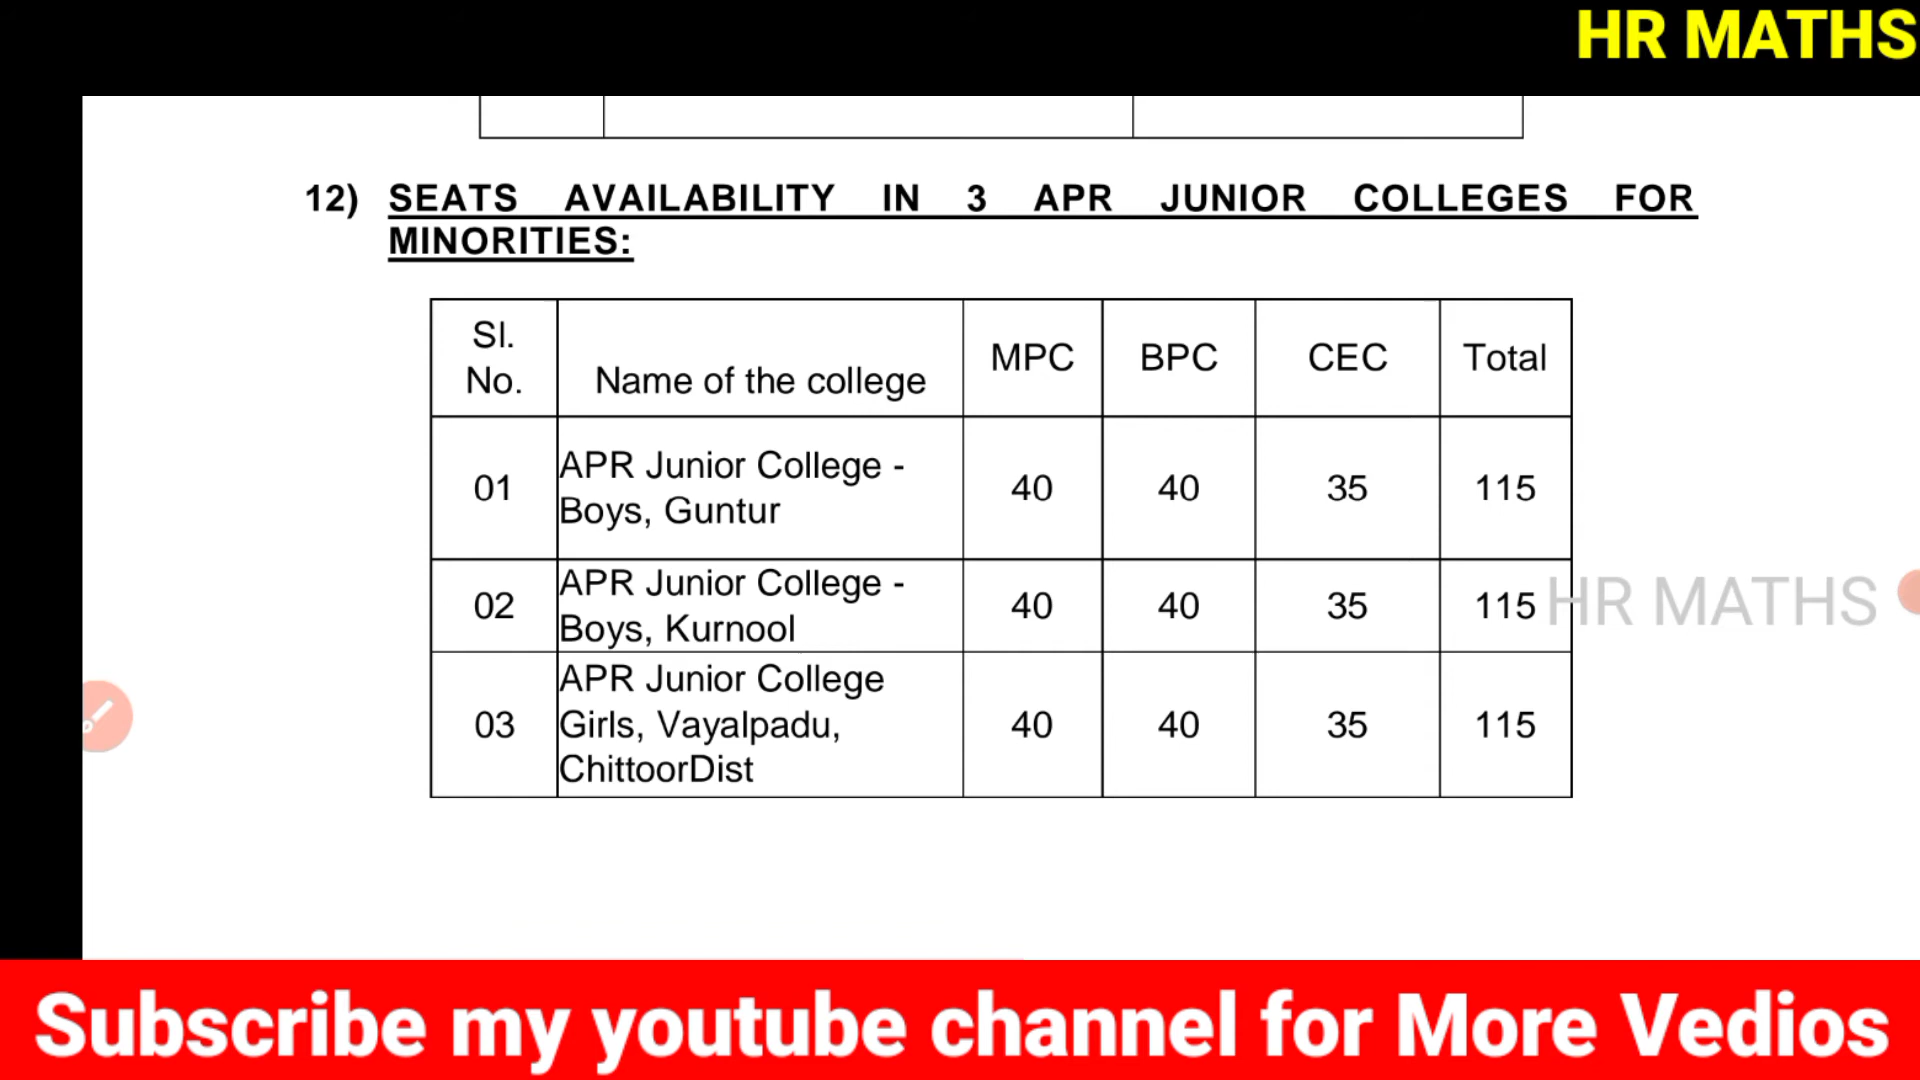 HR MATHS
12) SEATS AVAILABILITY IN 3 APR JUNIOR COLLEGES FOR
MINORITIES:
Sl. No. Name of the college MPC BPC CEC Total
01 APR Junior College - Boys, Guntur 40 40 35 115
02 APR Junior College - Boys, Kurnool 40 40 35 115
HR MATHS
03 APR Junior College Girls, Vayalpadu, ChittoorDist 40 40 35 115
Subscribe my youtube channel for More Vedios